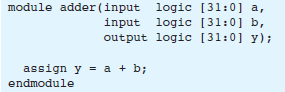 module adder(input  logic [31:0] a,
             input  logic [31:0] b,
             output logic [31:0] y);
  assign y = a + b;
endmodule